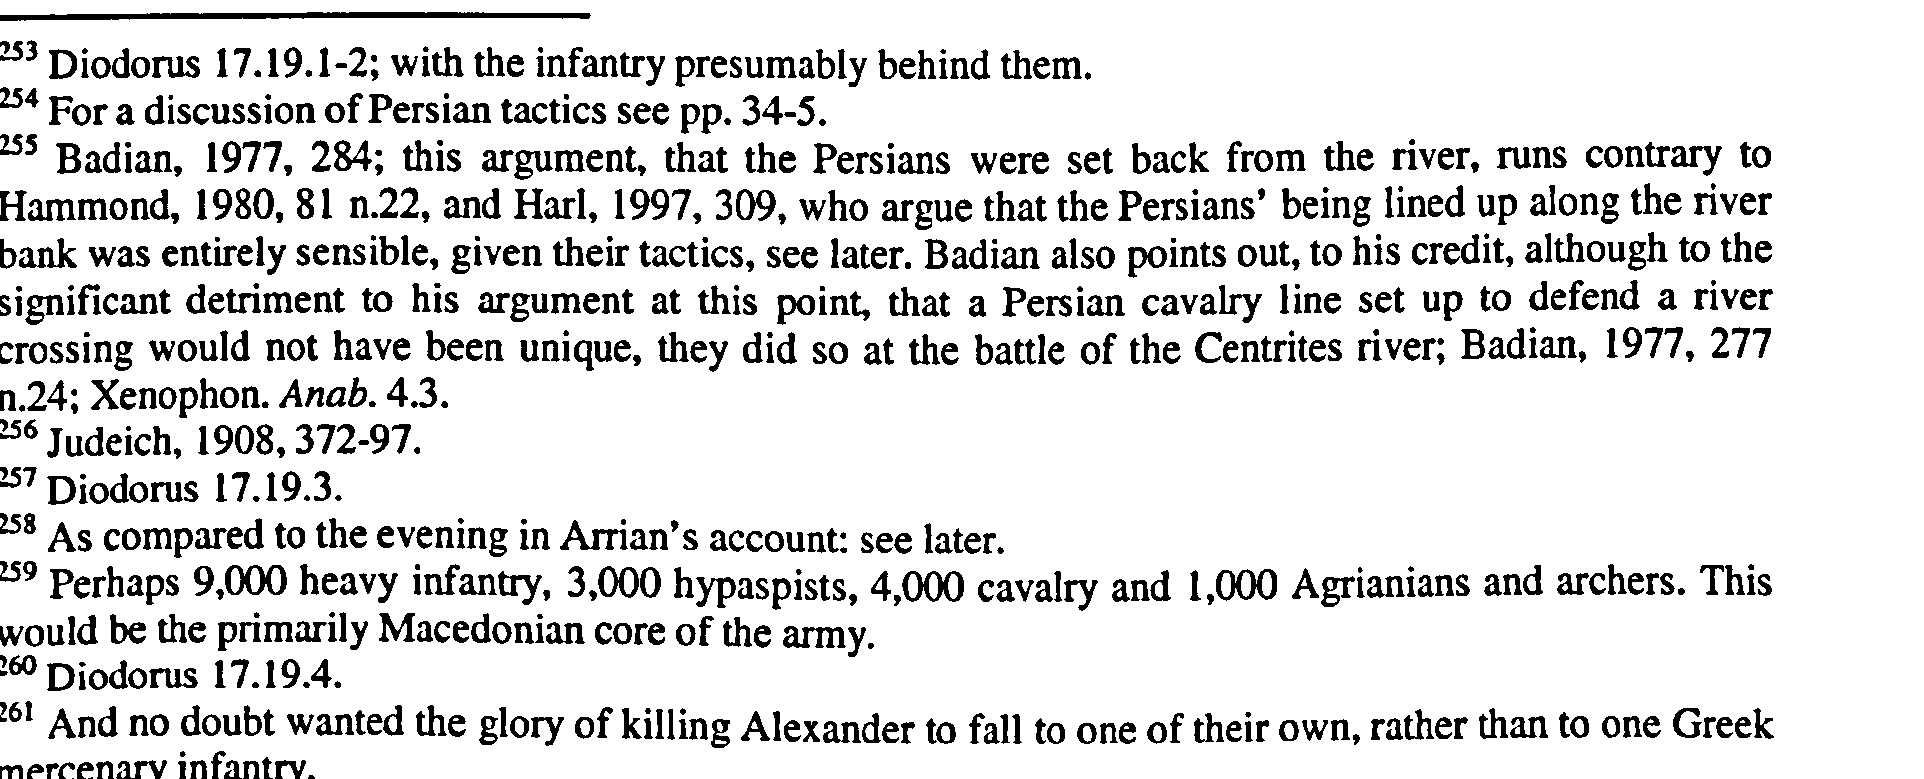 253 Diodorus 17.19.1-2; with the infantry presumably behind them.
254 For a discussion of Persian tactics see pp. 34-5.
255 Badian, 1977, 284; this argument, that the Persians were set back from the river, runs contrary to
Hammond, 1980, 81 n.22, and Harl, 1997, 309, who argue that the Persians' being lined up along the river
bank was entirely sensible, given their tactics, see later. Badian also points out, to his credit, although to the
significant detriment to his argument at this point, that a Persian cavalry line set up to defend a river
crossing would not have been unique, they did so at the battle of the Centrites river; Badian, 1977, 277
n.24; Xenophon. Anab. 4.3.
256 Judeich, 1908, 372-97.
257 Diodorus 17.19.3.
258 As compared to the evening in Arrian's account: see later.
259 Perhaps 9,000 heavy infantry, 3,000 hypaspists, 4,000 cavalry and 1,000 Agrianians and archers. This
would be the primarily Macedonian core of the army.
260 Diodorus 17.19.4.
261 And no doubt wanted the glory of killing Alexander to fall to one of their own, rather than to one Greek
mercenary infantry.